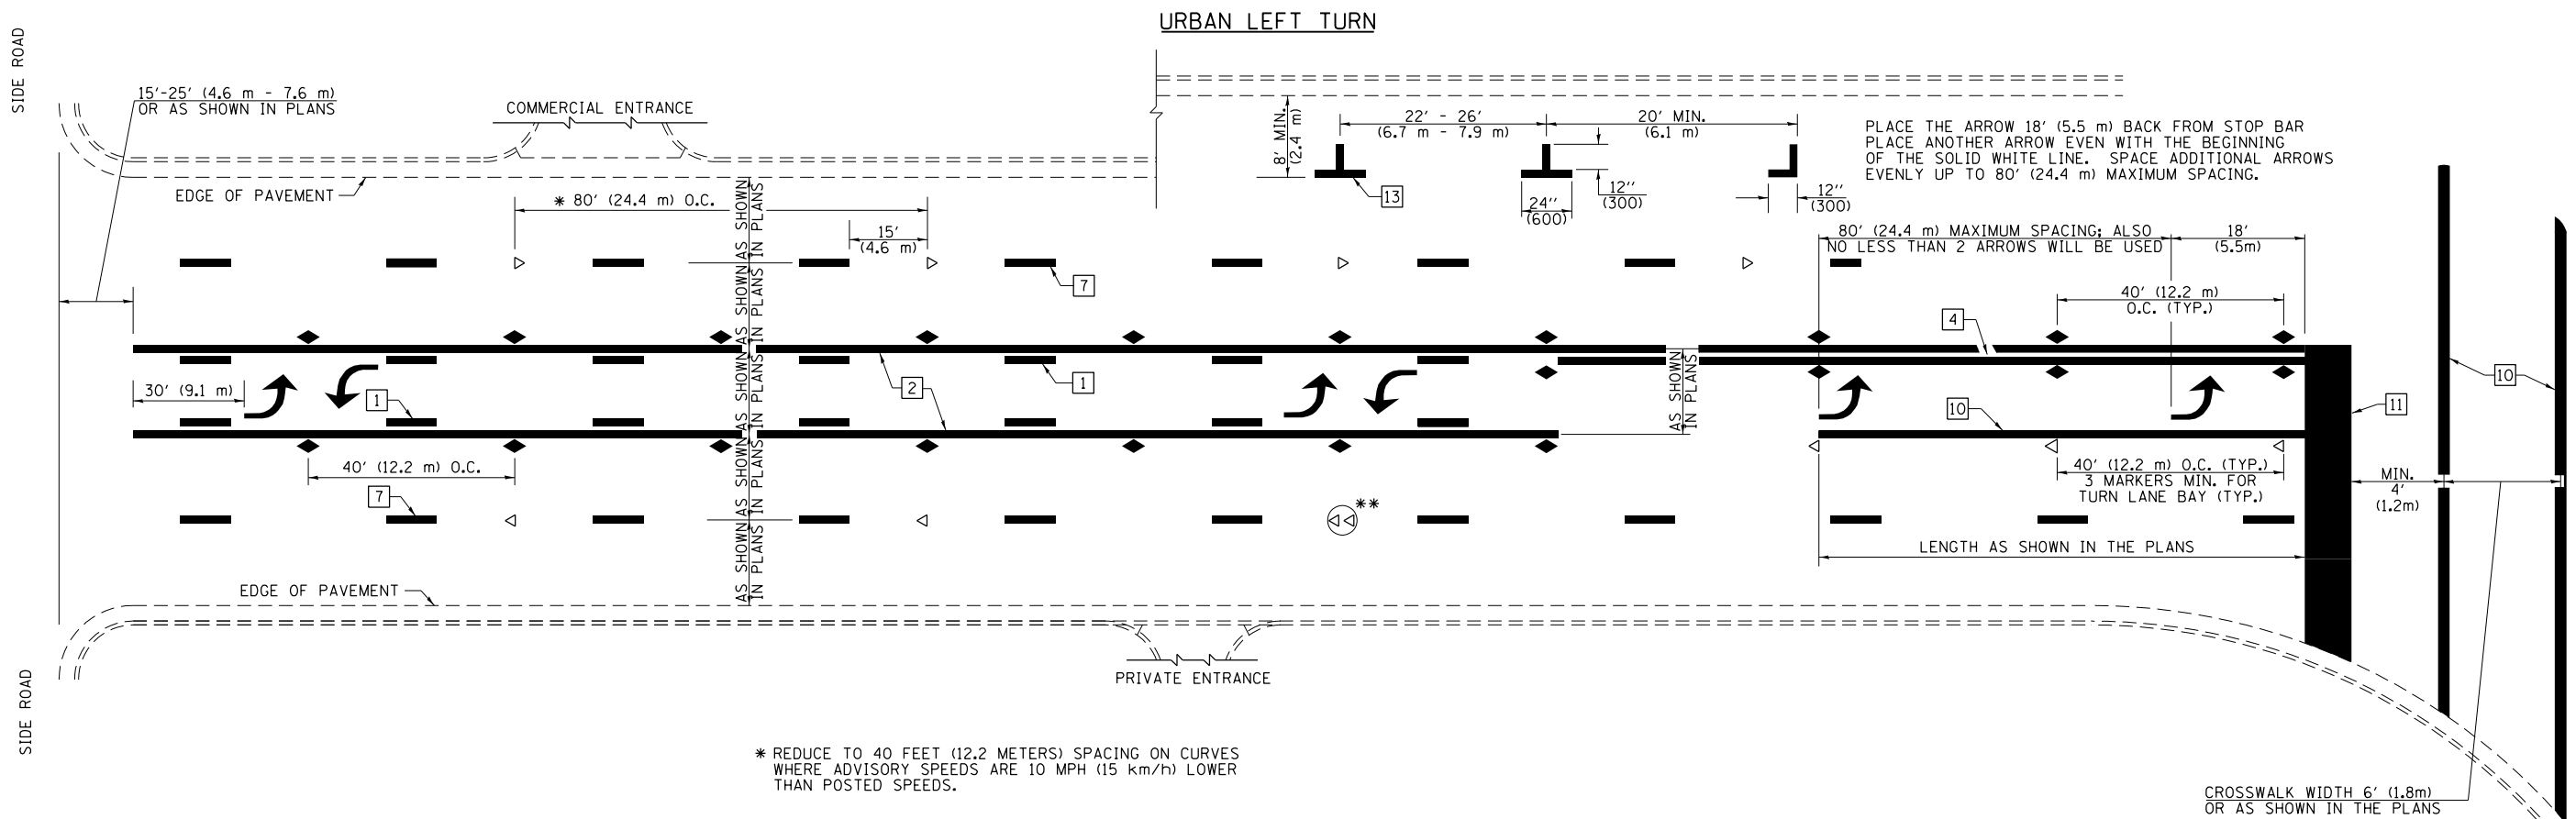 URBAN LEFT TURN
SIDE ROAD
15'-25' (4.6 m - 7.6 m)
OR AS SHOWN IN PLANS
COMMERCIAL ENTRANCE
EDGE OF PAVEMENT
* 80' (24.4 m) O.C.
15'
(4.6 m)
8' MIN.
(2.4 m)
22' - 26'
(6.7 m - 7.9 m)
20' MIN.
(6.1 m)
13
24''
(600)
12''
(300)
12''
(300)
PLACE THE ARROW 18' (5.5 m) BACK FROM STOP BAR
PLACE ANOTHER ARROW EVEN WITH THE BEGINNING
OF THE SOLID WHITE LINE. SPACE ADDITIONAL ARROWS
EVENLY UP TO 80' (24.4 m) MAXIMUM SPACING.
80' (24.4 m) MAXIMUM SPACING; ALSO
NO LESS THAN 2 ARROWS WILL BE USED
18'
(5.5m)
7
40' (12.2 m)
O.C. (TYP.)
4
AS SHOWN
IN PLANS
AS SHOWN
IN PLANS
AS SHOWN
IN PLANS
AS SHOWN
IN PLANS
AS SHOWN
IN PLANS
30' (9.1 m)
1
2
1
AS SHOWN
IN PLANS
10
11
10
40' (12.2 m) O.C.
7
**
40' (12.2 m) O.C. (TYP.)
3 MARKERS MIN. FOR
TURN LANE BAY (TYP.)
MIN.
4'
(1.2m)
LENGTH AS SHOWN IN THE PLANS
EDGE OF PAVEMENT
PRIVATE ENTRANCE
SIDE ROAD
* REDUCE TO 40 FEET (12.2 METERS) SPACING ON CURVES
WHERE ADVISORY SPEEDS ARE 10 MPH (15 km/h) LOWER
THAN POSTED SPEEDS.
CROSSWALK WIDTH 6' (1.8m)
OR AS SHOWN IN THE PLANS